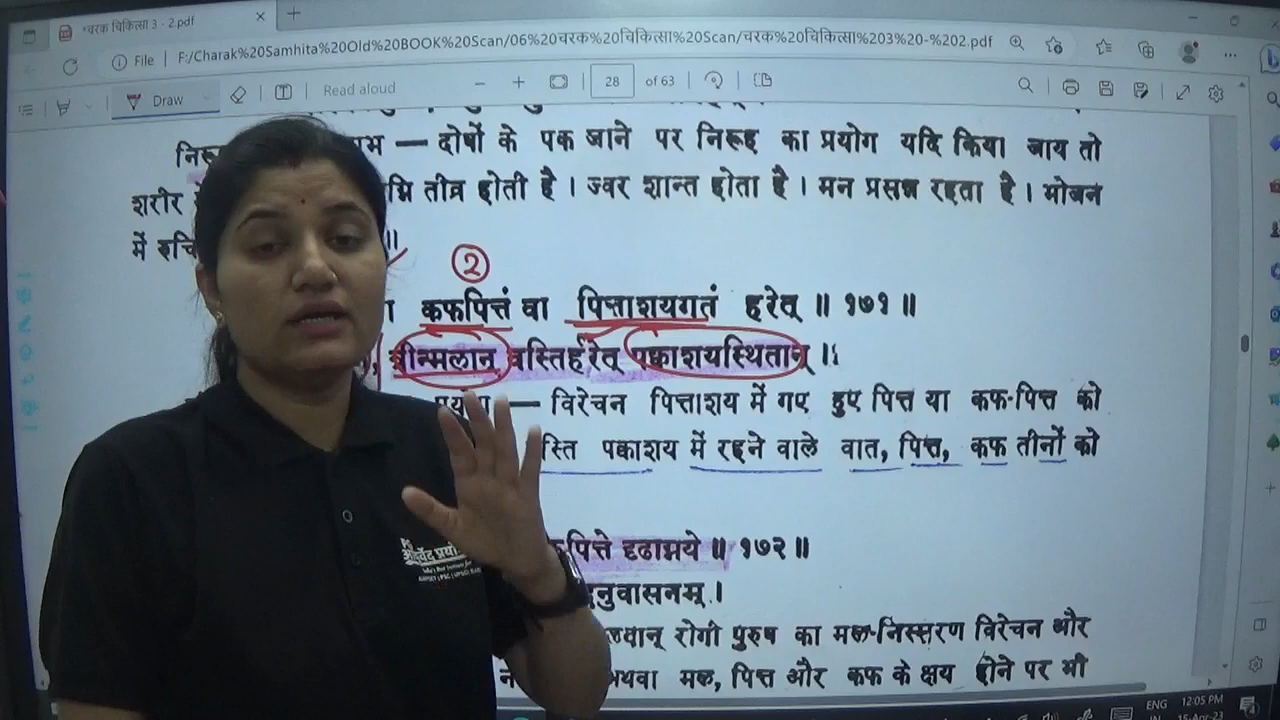 *चरक चिकित्सा 3 - 2.pdf
File F:/Charak%20Samhita%20Old%20BOOK%20Scan/06%20चरक%20चिकित्सा%20Scan/चरक%20चिकित्सा%203%20-%202.pdf
Draw Read aloud 28 of 63
— दोषों के पक जाने पर निरूह का प्रयोग यदि किया जाय तो
शरीर तीव्र होती है । ज्वर शान्त होता है । मन प्रसन्न रहता है । भोजन
में ॥
②
कफपित्तं वा पित्ताशयगतं हरेत् ॥ १७१ ॥
त्रीन्मलान् वस्तिर्हरेत् पक्वाशयस्थितान् ।
— विरेचन पित्ताशय में गए हुए पित्त या कफ-पित्त को
पक्वाशय में रहने वाले वात, पित्त, कफ तीनों को
पित्ते दृढाग्नये ॥ १७२ ॥
नुवासनम् ।
रोगी पुरुष का मल-निस्सरण विरेचन और
मल, पित्त और कफ के क्षय होने पर भी
ENG 12:05 PM